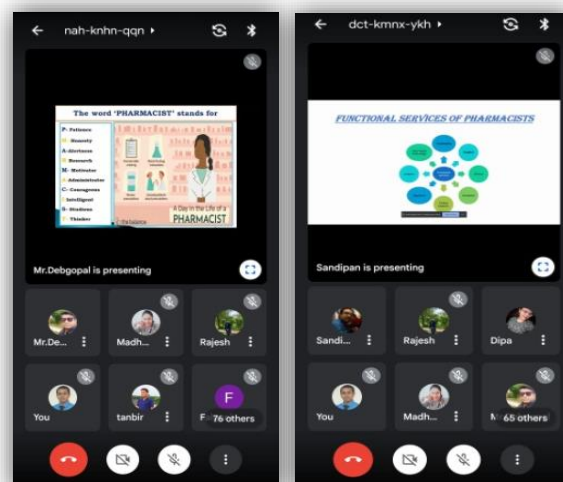 nah-knhn-qqn
The word 'PHARMACIST' stands for
P- Patience
H- Honesty
A-Alertness
R- Research
M- Motivator
A-Administrator
C- Courageous
I- Intelligent
S- Studious
T- Thinker
A Day in the Life of a
PHARMACIST
the balance
Mr.Debgopal is presenting
Mr.De...
Madh...
Rajesh
You
tanbir
F
76 others
dct-kmnx-ykh
FUNCTIONAL SERVICES OF PHARMACISTS
Sandipan is presenting
Sandi...
Rajesh
Dipa
You
Madh...
65 others